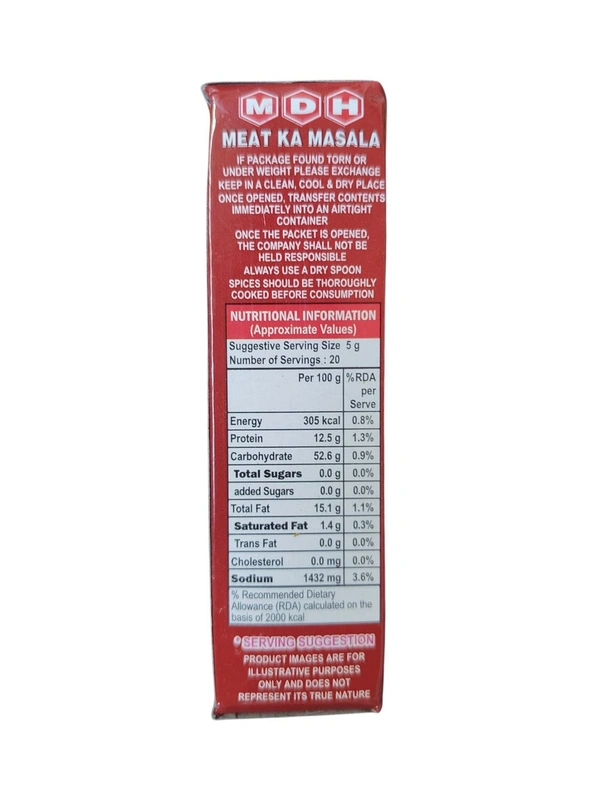 MDH
MEAT KA MASALA
IF PACKAGE FOUND TORN OR
UNDER WEIGHT PLEASE EXCHANGE
KEEP IN A CLEAN, COOL & DRY PLACE
ONCE OPENED, TRANSFER CONTENTS
IMMEDIATELY INTO AN AIRTIGHT
CONTAINER
ONCE THE PACKET IS OPENED,
THE COMPANY SHALL NOT BE
HELD RESPONSIBLE
ALWAYS USE A DRY SPOON
SPICES SHOULD BE THOROUGHLY
COOKED BEFORE CONSUMPTION
NUTRITIONAL INFORMATION
(Approximate Values)
Suggestive Serving Size 5 g
Number of Servings : 20
Per 100 g %RDA
per
Serve
Energy 305 kcal 0.8%
Protein 12.5 g 1.3%
Carbohydrate 52.6 g 0.9%
Total Sugars 0.0 g 0.0%
added Sugars 0.0 g 0.0%
Total Fat 15.1 g 1.1%
Saturated Fat 1.4 g 0.3%
Trans Fat 0.0 g 0.0%
Cholesterol 0.0 mg 0.0%
Sodium 1432 mg 3.6%
% Recommended Dietary
Allowance (RDA) calculated on the
basis of 2000 kcal
*SERVING SUGGESTION
PRODUCT IMAGES ARE FOR
ILLUSTRATIVE PURPOSES
ONLY AND DOES NOT
REPRESENT ITS TRUE NATURE